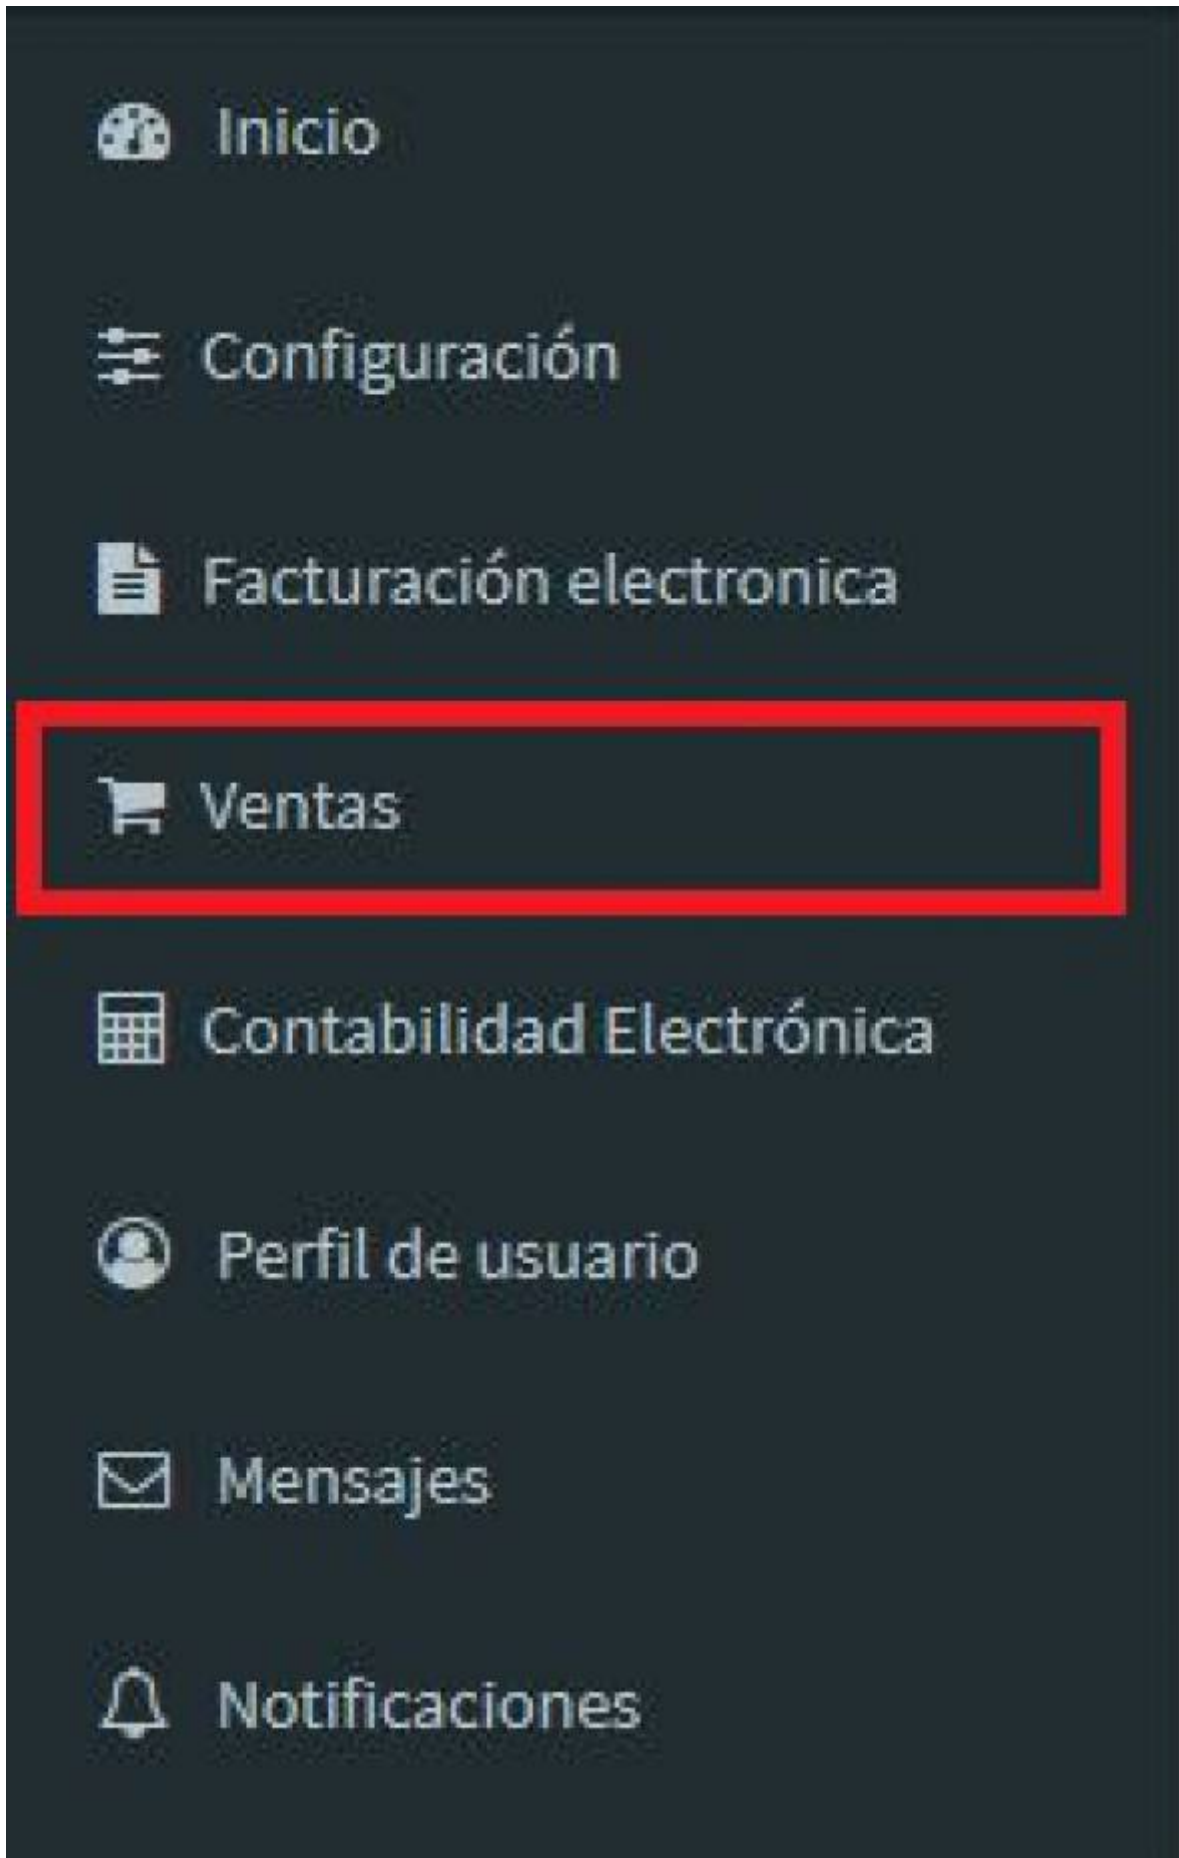 Inicio
Configuración
Facturación electronica
Ventas
Contabilidad Electrónica
Perfil de usuario
Mensajes
Notificaciones